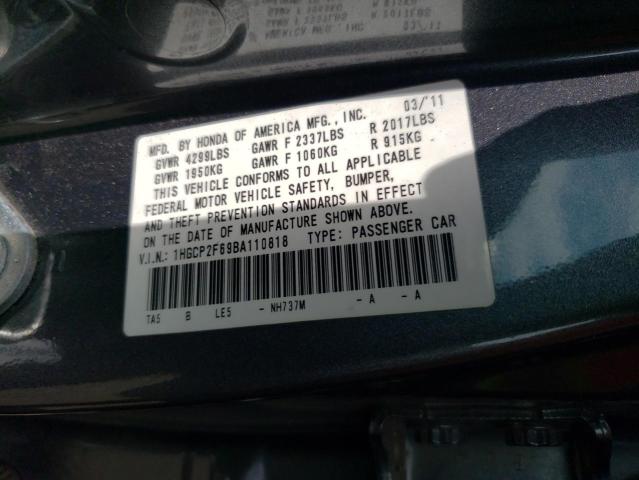 MFD. BY HONDA OF AMERICA MFG., INC. 03/'11
GVWR 4299LBS GAWR F 2337LBS R 2017LBS
GVWR 1950KG GAWR F 1060KG R 915KG
THIS VEHICLE CONFORMS TO ALL APPLICABLE
FEDERAL MOTOR VEHICLE SAFETY, BUMPER,
AND THEFT PREVENTION STANDARDS IN EFFECT
ON THE DATE OF MANUFACTURE SHOWN ABOVE.
V.I.N.: 1HGCP2F69BA110818 TYPE: PASSENGER CAR
TA5 B LE5 - NH737M - A - A